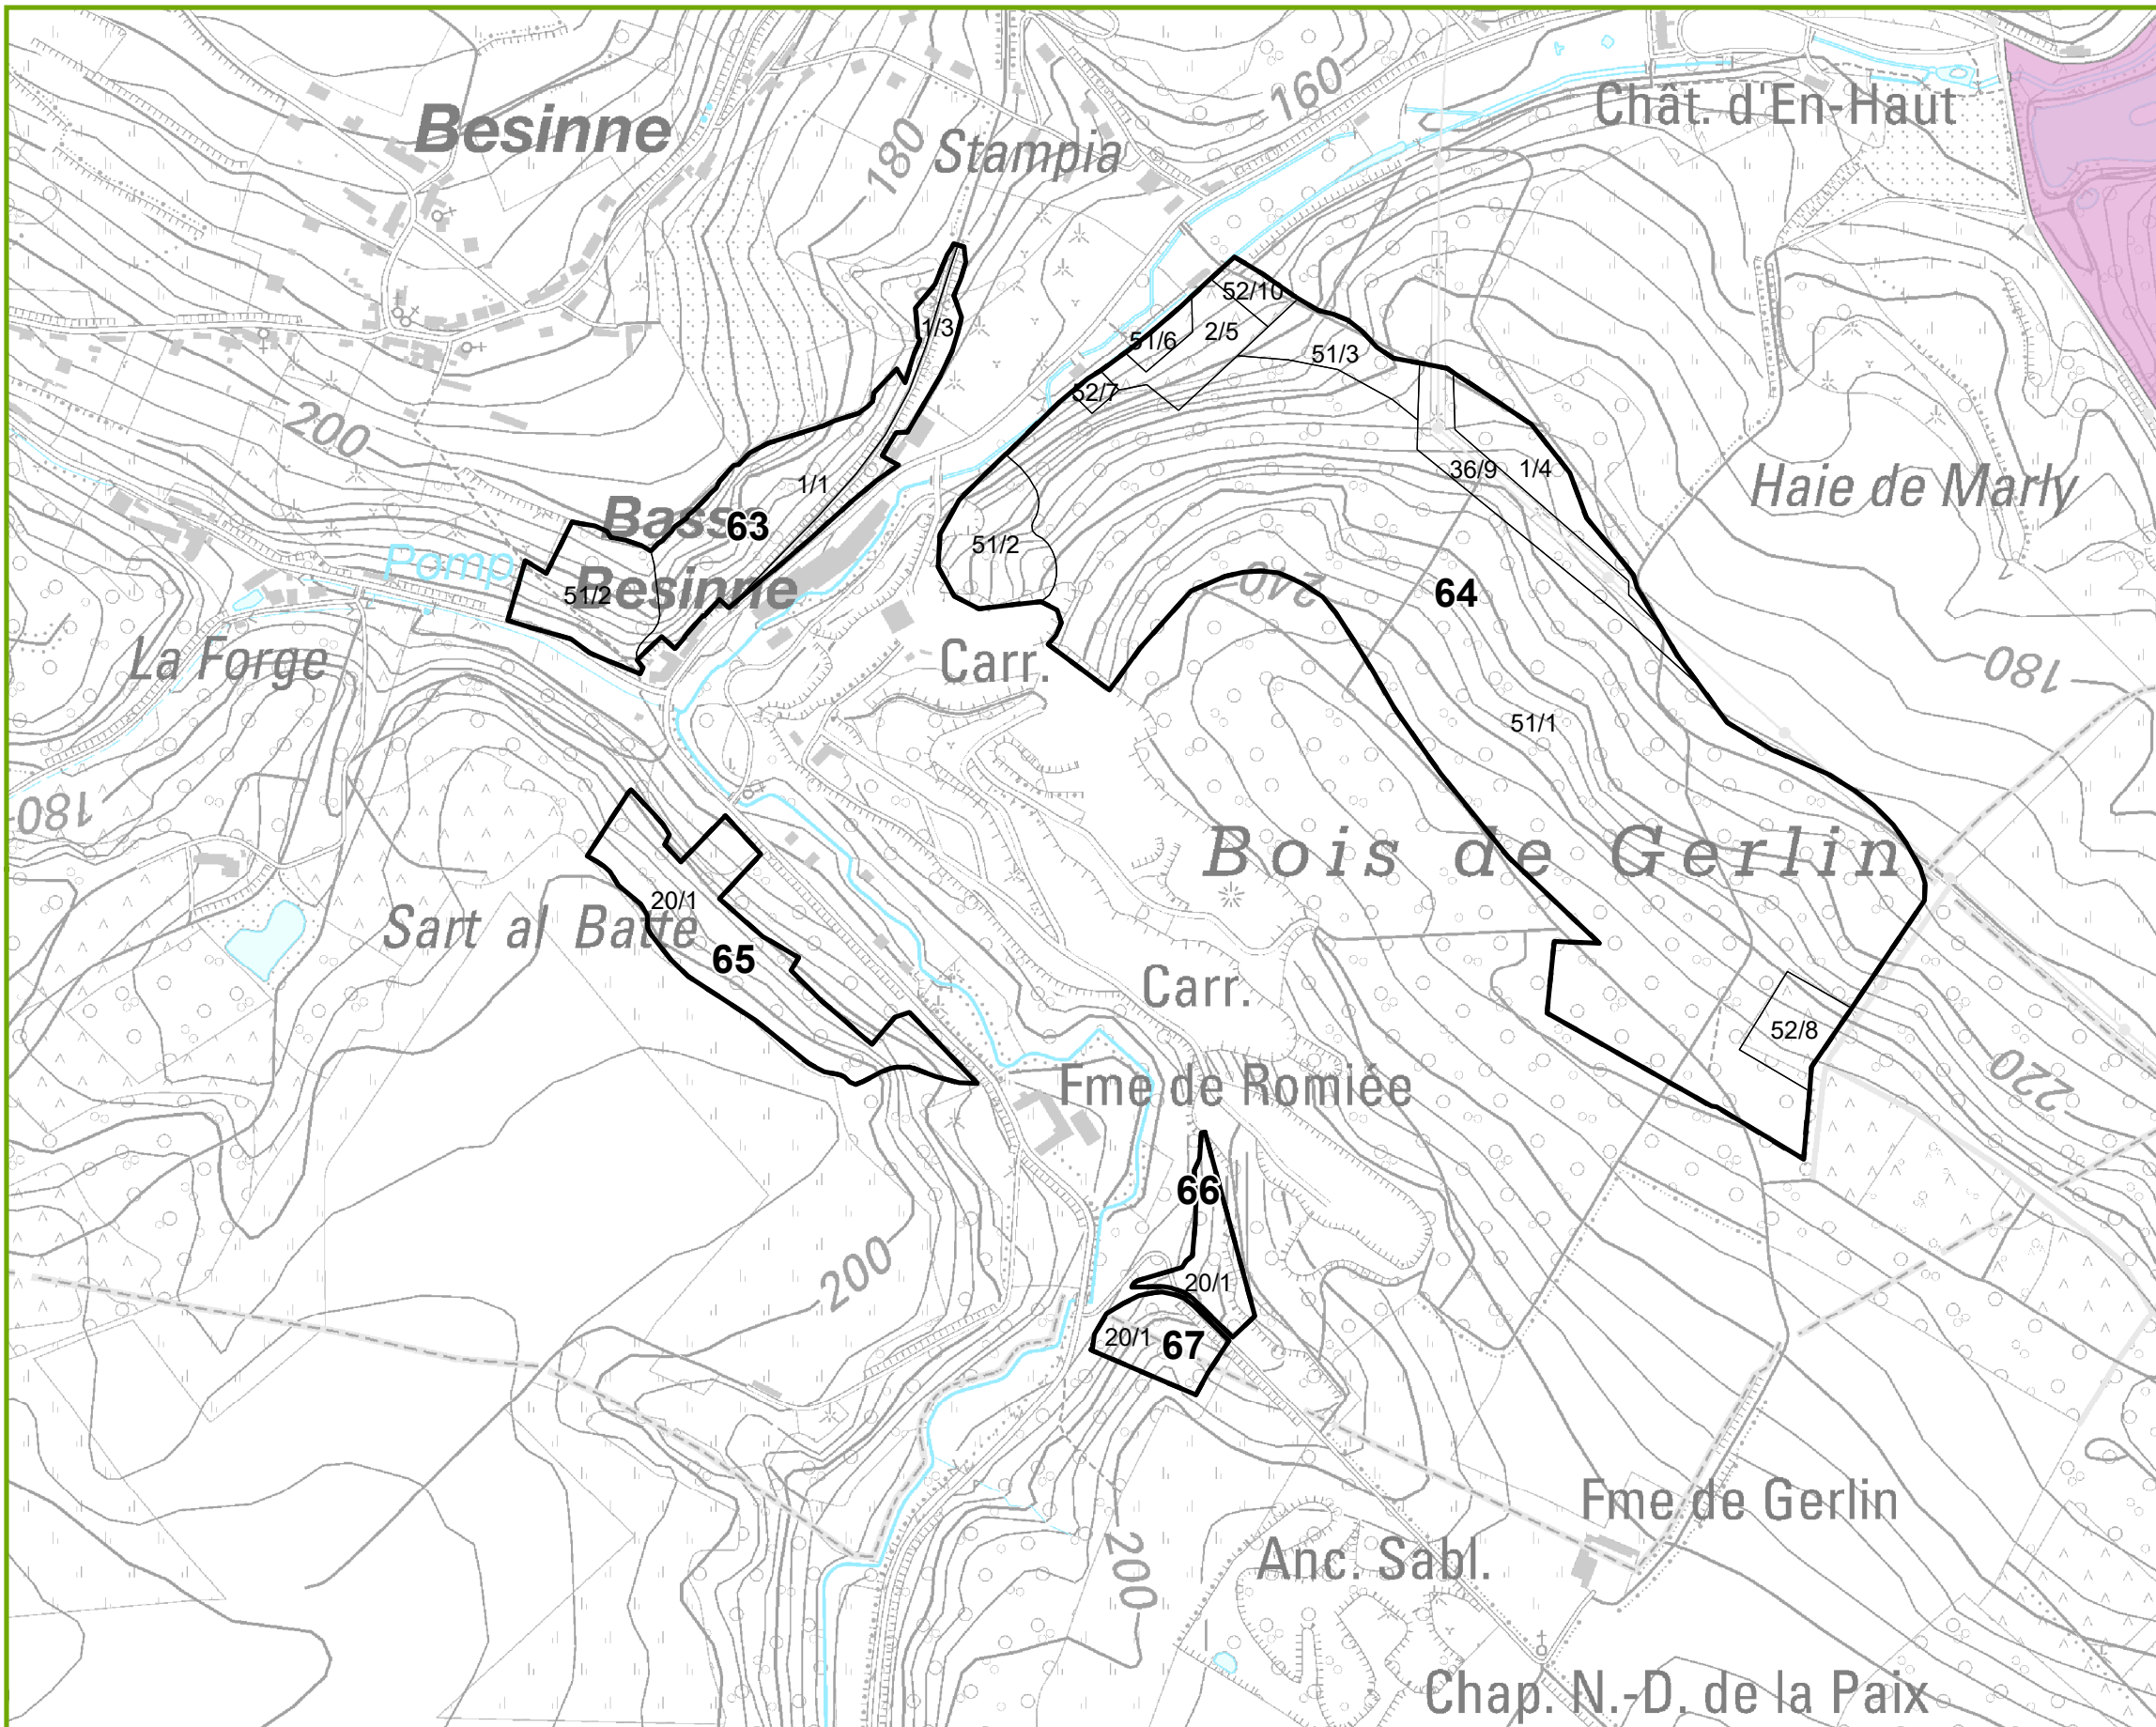 Besinne
Stampia
160
180
Chât. d'En-Haut
52/10
1/3
2/5
51/6
51/3
52/7
200
36/9
1/4
Haie de Marly
1/1
Basse
63
51/2
Pomp
Besinne
51/2
240
64
La Forge
Carr.
180
51/1
180
Bois de Gerlin
20/1
Sart al Batte
65
Carr.
52/8
Fme de Romiée
220
66
200
20/1
20/1
67
Fme de Gerlin
Anc. Sabl.
200
Chap. N.-D. de la Paix